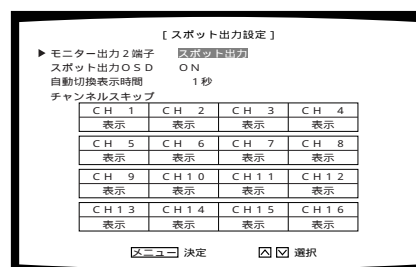 [スポット出力設定]
▶ モニター出力2端子 スポット出力
スポット出力OSD ON
自動切換表示時間 1秒
チャンネルスキップ
CH 1 CH 2 CH 3 CH 4
表示 表示 表示 表示
CH 5 CH 6 CH 7 CH 8
表示 表示 表示 表示
CH 9 CH10 CH11 CH12
表示 表示 表示 表示
CH13 CH14 CH15 CH16
表示 表示 表示 表示
メニュー 決定 ∧ ∨ 選択